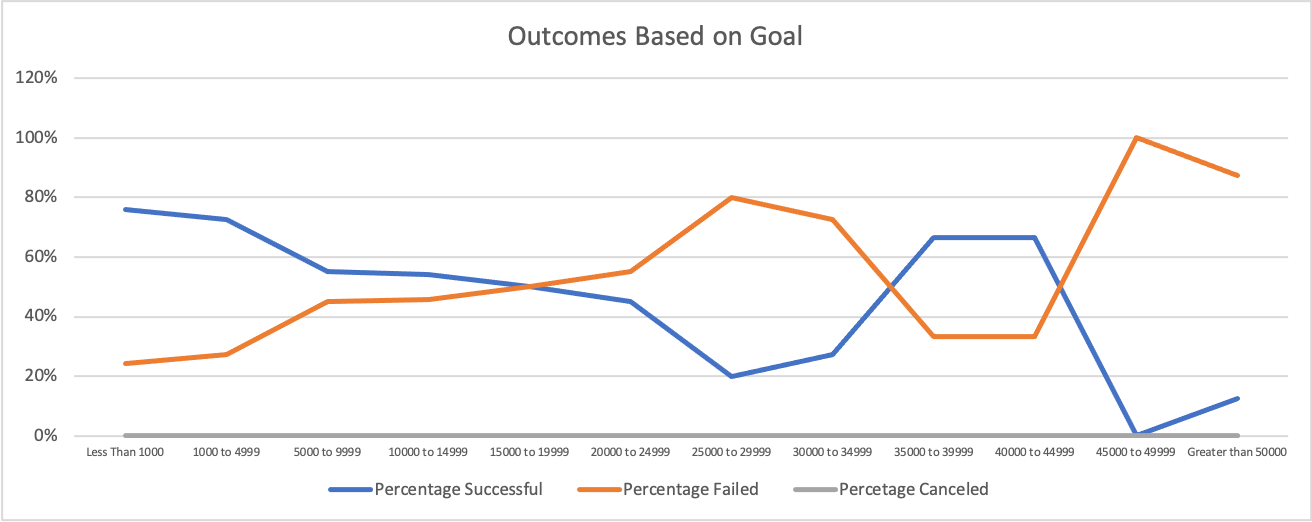 Outcomes Based on Goal
120%
100%
80%
60%
40%
20%
0%
Less Than 1000 1000 to 4999 5000 to 9999 10000 to 14999 15000 to 19999 20000 to 24999 25000 to 29999 30000 to 34999 35000 to 39999 40000 to 44999 45000 to 49999 Greater than 50000
Percentage Successful Percentage Failed Percetage Canceled